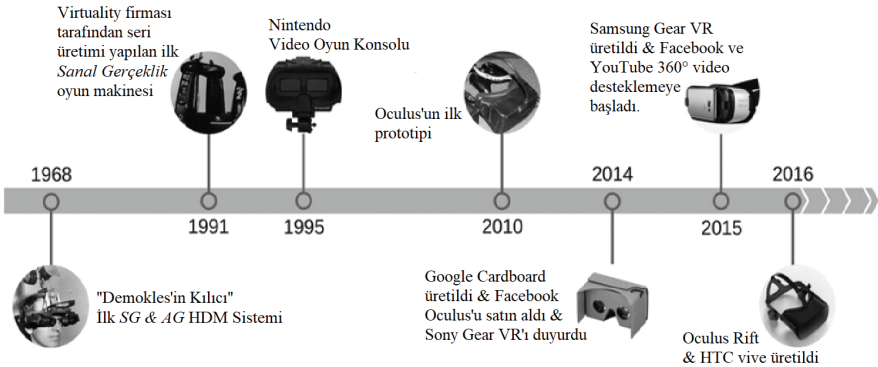 Virtuality firması
tarafından seri
üretimi yapılan ilk
Sanal Gerçeklik
oyun makinesi
Nintendo
Video Oyun Konsolu
Oculus'un ilk
prototipi
Samsung Gear VR
üretildi & Facebook ve
YouTube 360° video
desteklemeye
başladı.
1968
1991
1995
2010
2014
2015
2016
"Demokles'in Kılıcı"
İlk SG & AG HDM Sistemi
Google Cardboard
üretildi & Facebook
Oculus'u satın aldı &
Sony Gear VR'ı duyurdu
Oculus Rift
& HTC vive üretildi